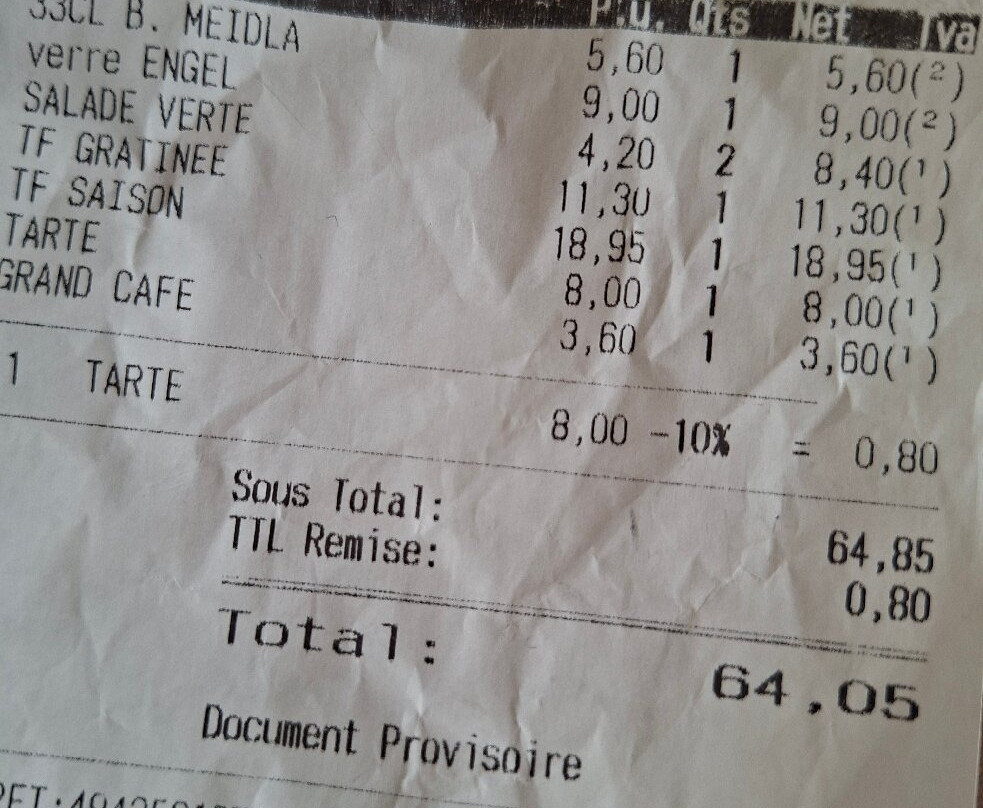 P.U. Qts Net Tva
33CL B. MEIDLA 5,60 1 5,60(²)
verre ENGEL 9,00 1 9,00(²)
SALADE VERTE 4,20 2 8,40(¹)
TF GRATINEE 11,30 1 11,30(¹)
TF SAISON 18,95 1 18,95(¹)
TARTE 8,00 1 8,00(¹)
GRAND CAFE 3,60 1 3,60(¹)
1 TARTE 8,00 -10% = 0,80
Sous Total: 64,85
TTL Remise: 0,80
Total: 64,05
Document Provisoire